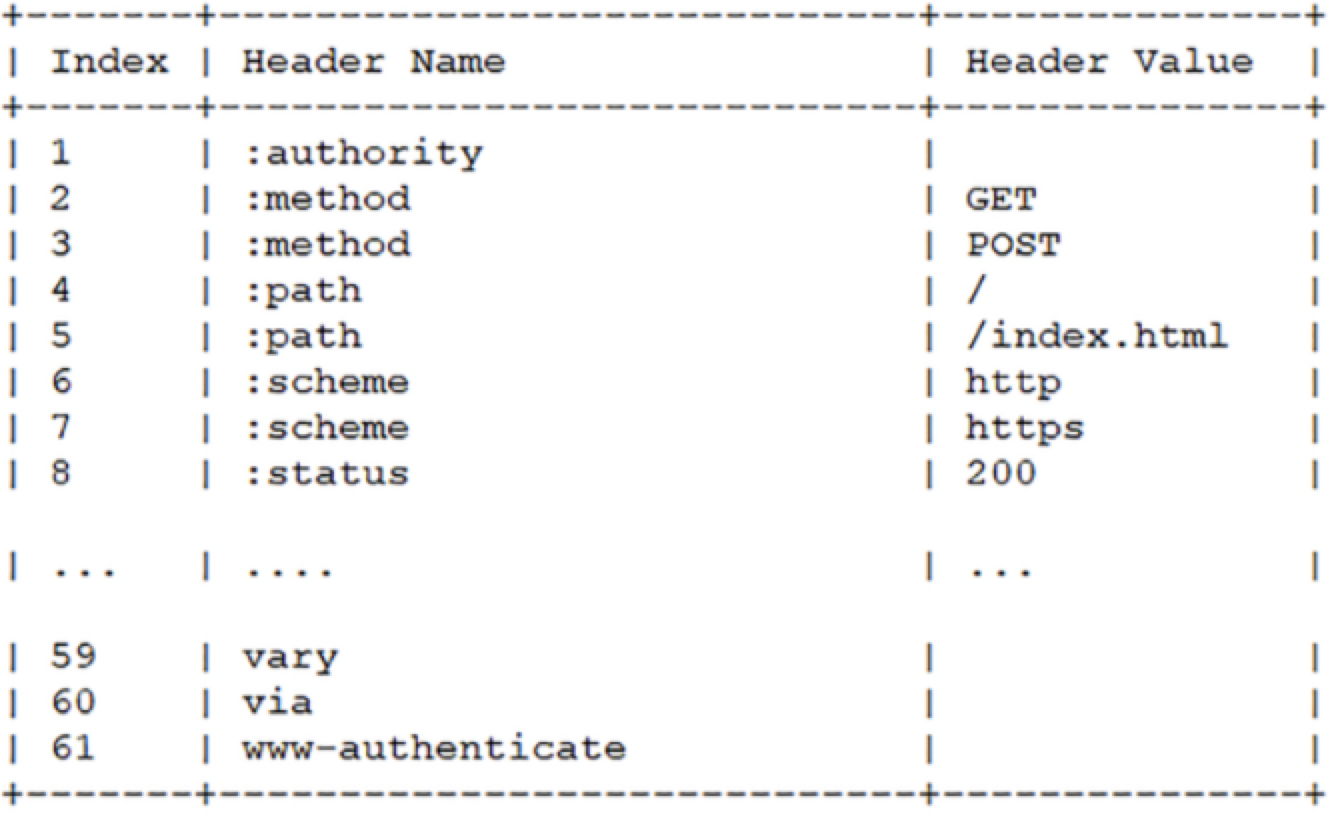 +-------+-----------------------------+---------------+
| Index | Header Name                 | Header Value  |
+-------+-----------------------------+---------------+
| 1     | :authority                  |               |
| 2     | :method                     | GET           |
| 3     | :method                     | POST          |
| 4     | :path                       | /             |
| 5     | :path                       | /index.html   |
| 6     | :scheme                     | http          |
| 7     | :scheme                     | https         |
| 8     | :status                     | 200           |
| ...   | ....                        | ...           |
| 59    | vary                        |               |
| 60    | via                         |               |
| 61    | www-authenticate            |               |
+-------+-----------------------------+---------------+